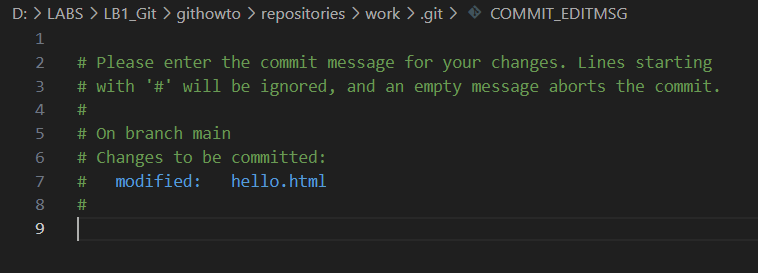 D: > LABS > LB1_Git > githowto > repositories > work > .git > COMMIT_EDITMSG
1
2 # Please enter the commit message for your changes. Lines starting
3 # with '#' will be ignored, and an empty message aborts the commit.
4 #
5 # On branch main
6 # Changes to be committed:
7 #   modified:   hello.html
8 #
9